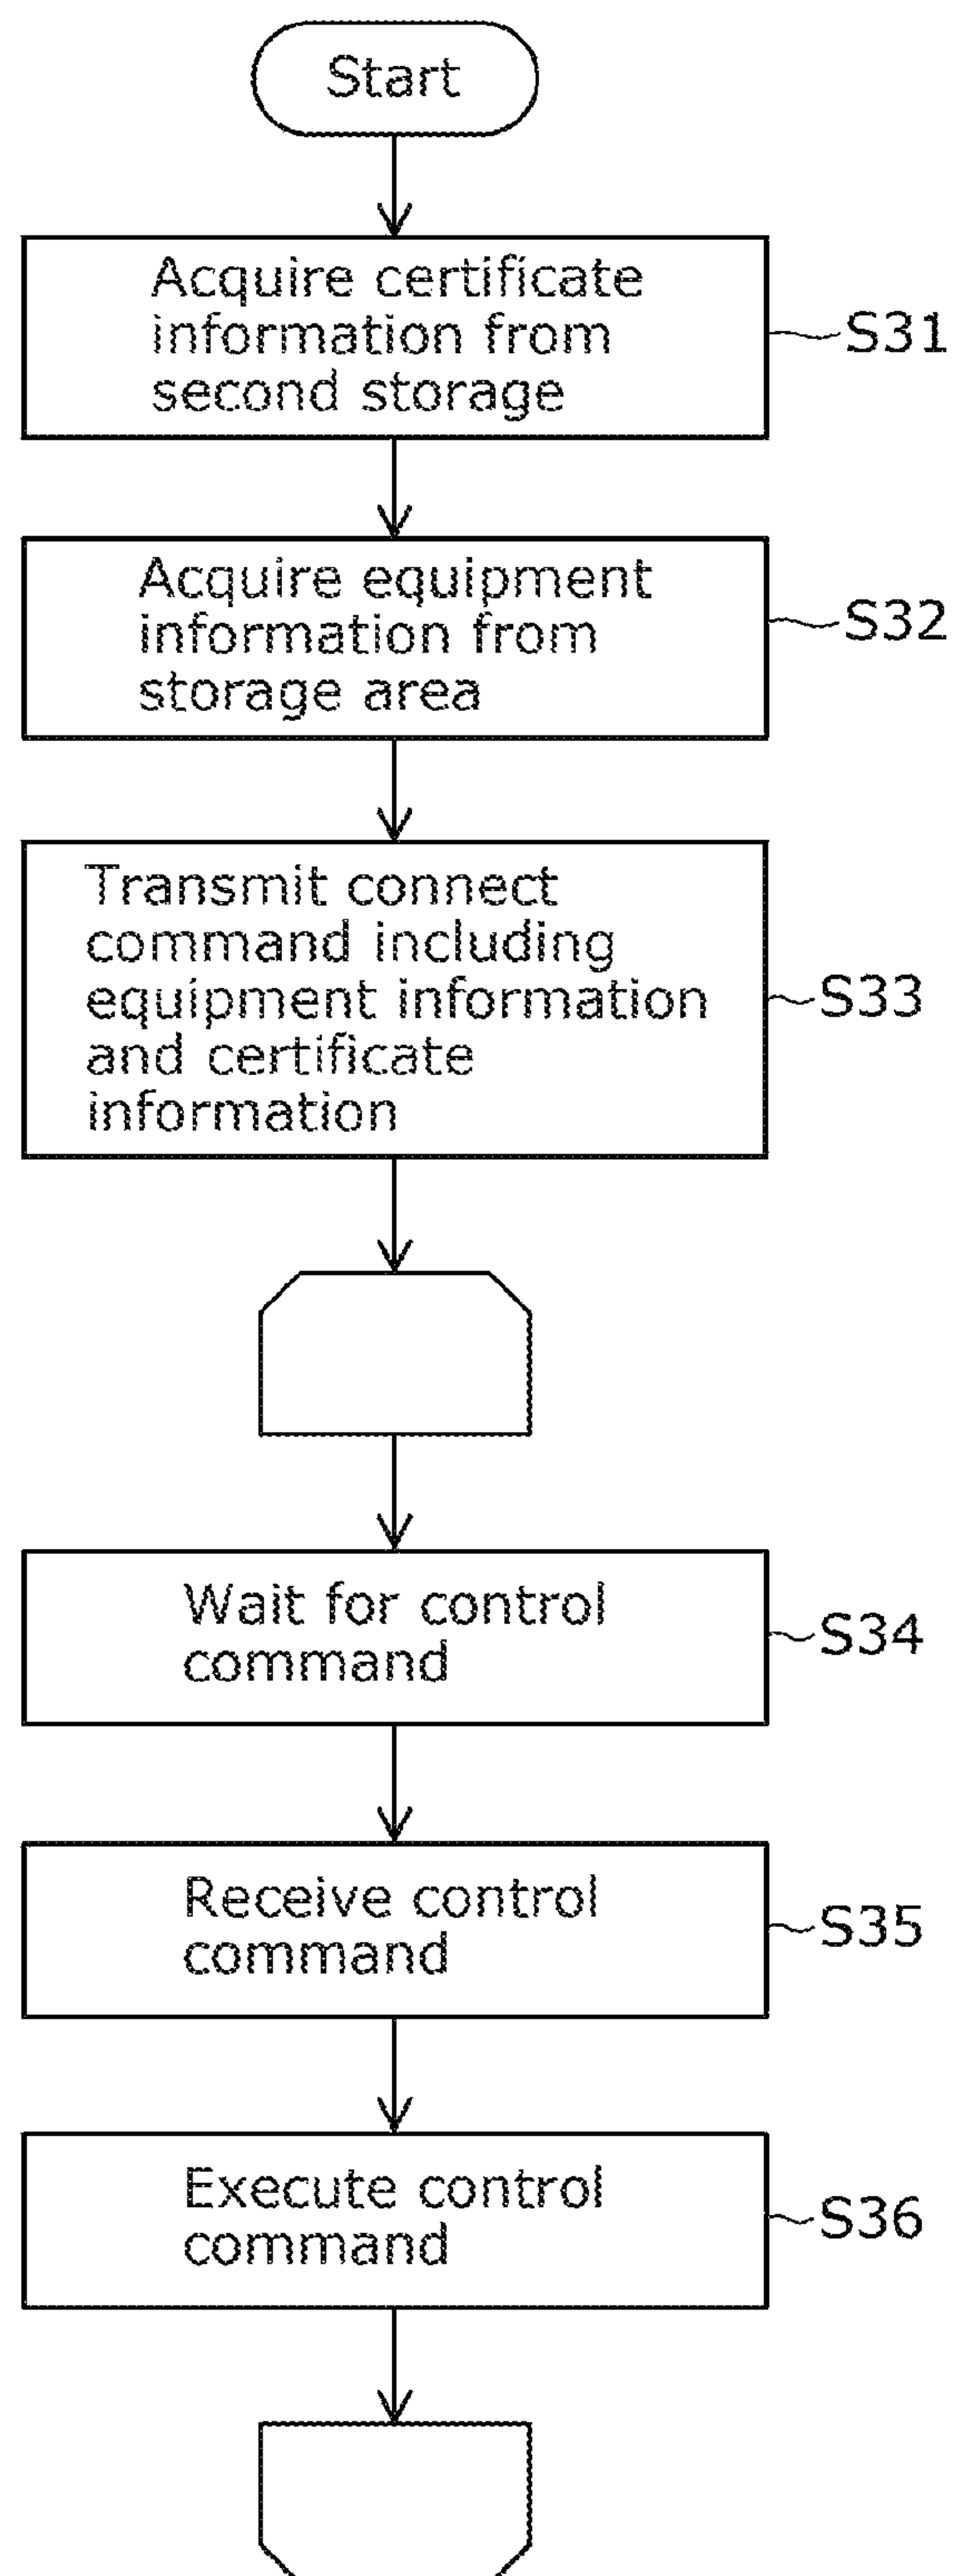 Start
Acquire certificate
information from
second storage
S31
Acquire equipment
information from
storage area
S32
Transmit connect
command including
equipment information
and certificate
information
S33
Wait for control
command
S34
Receive control
command
S35
Execute control
command
S36